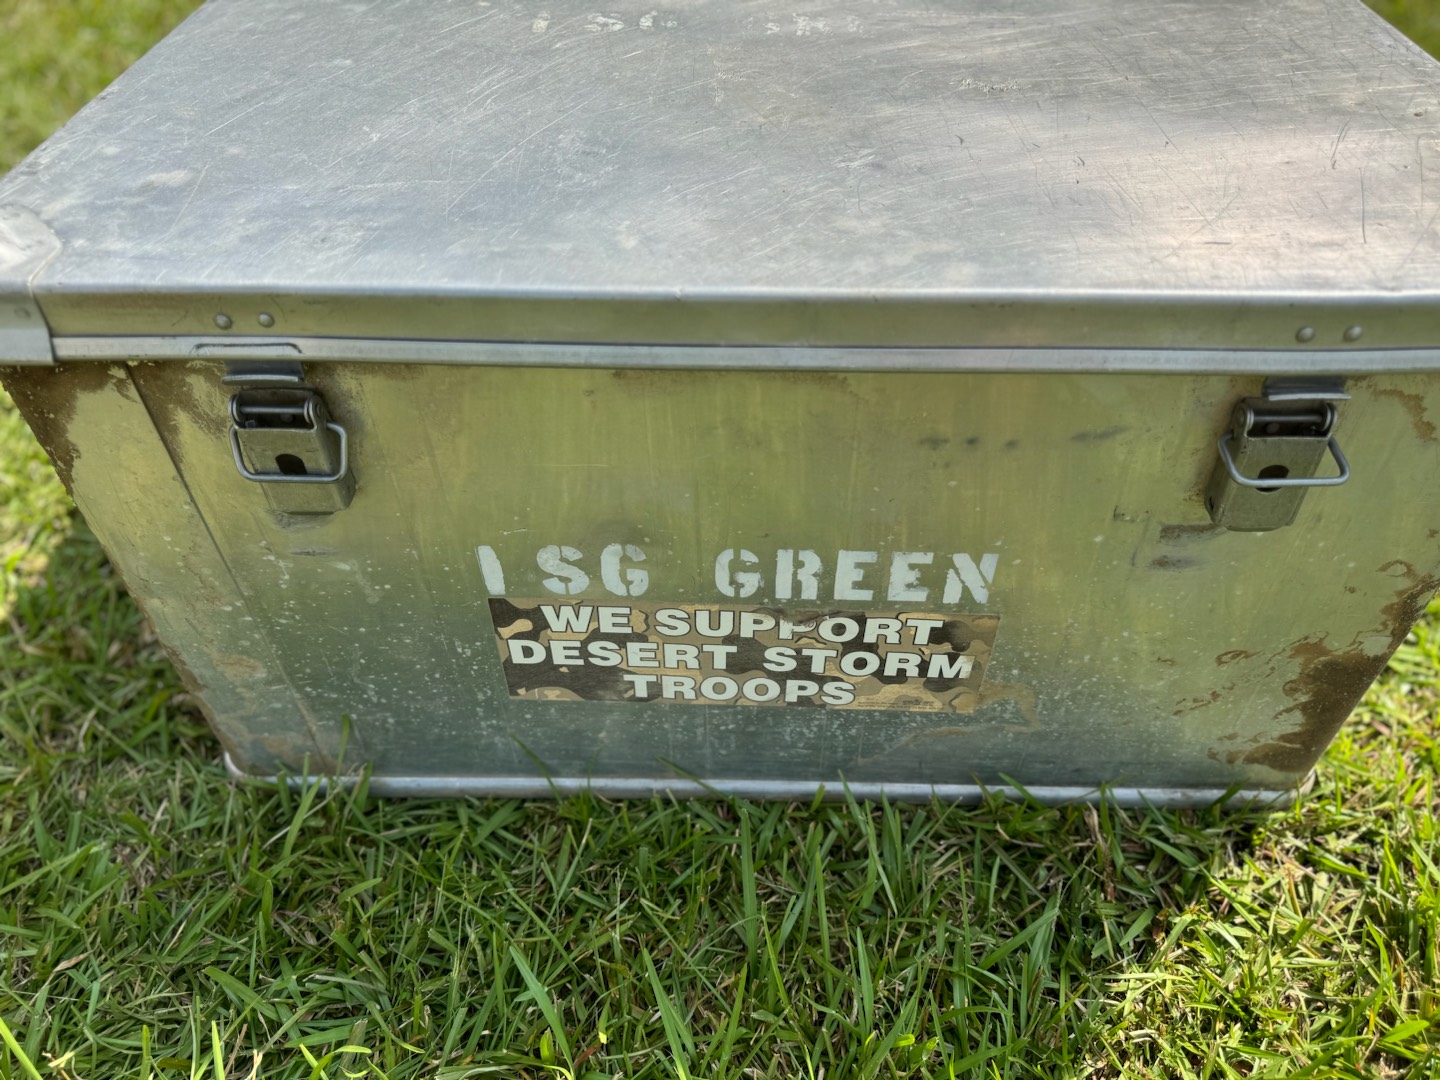 1SG GREEN
WE SUPPORT
DESERT STORM
TROOPS